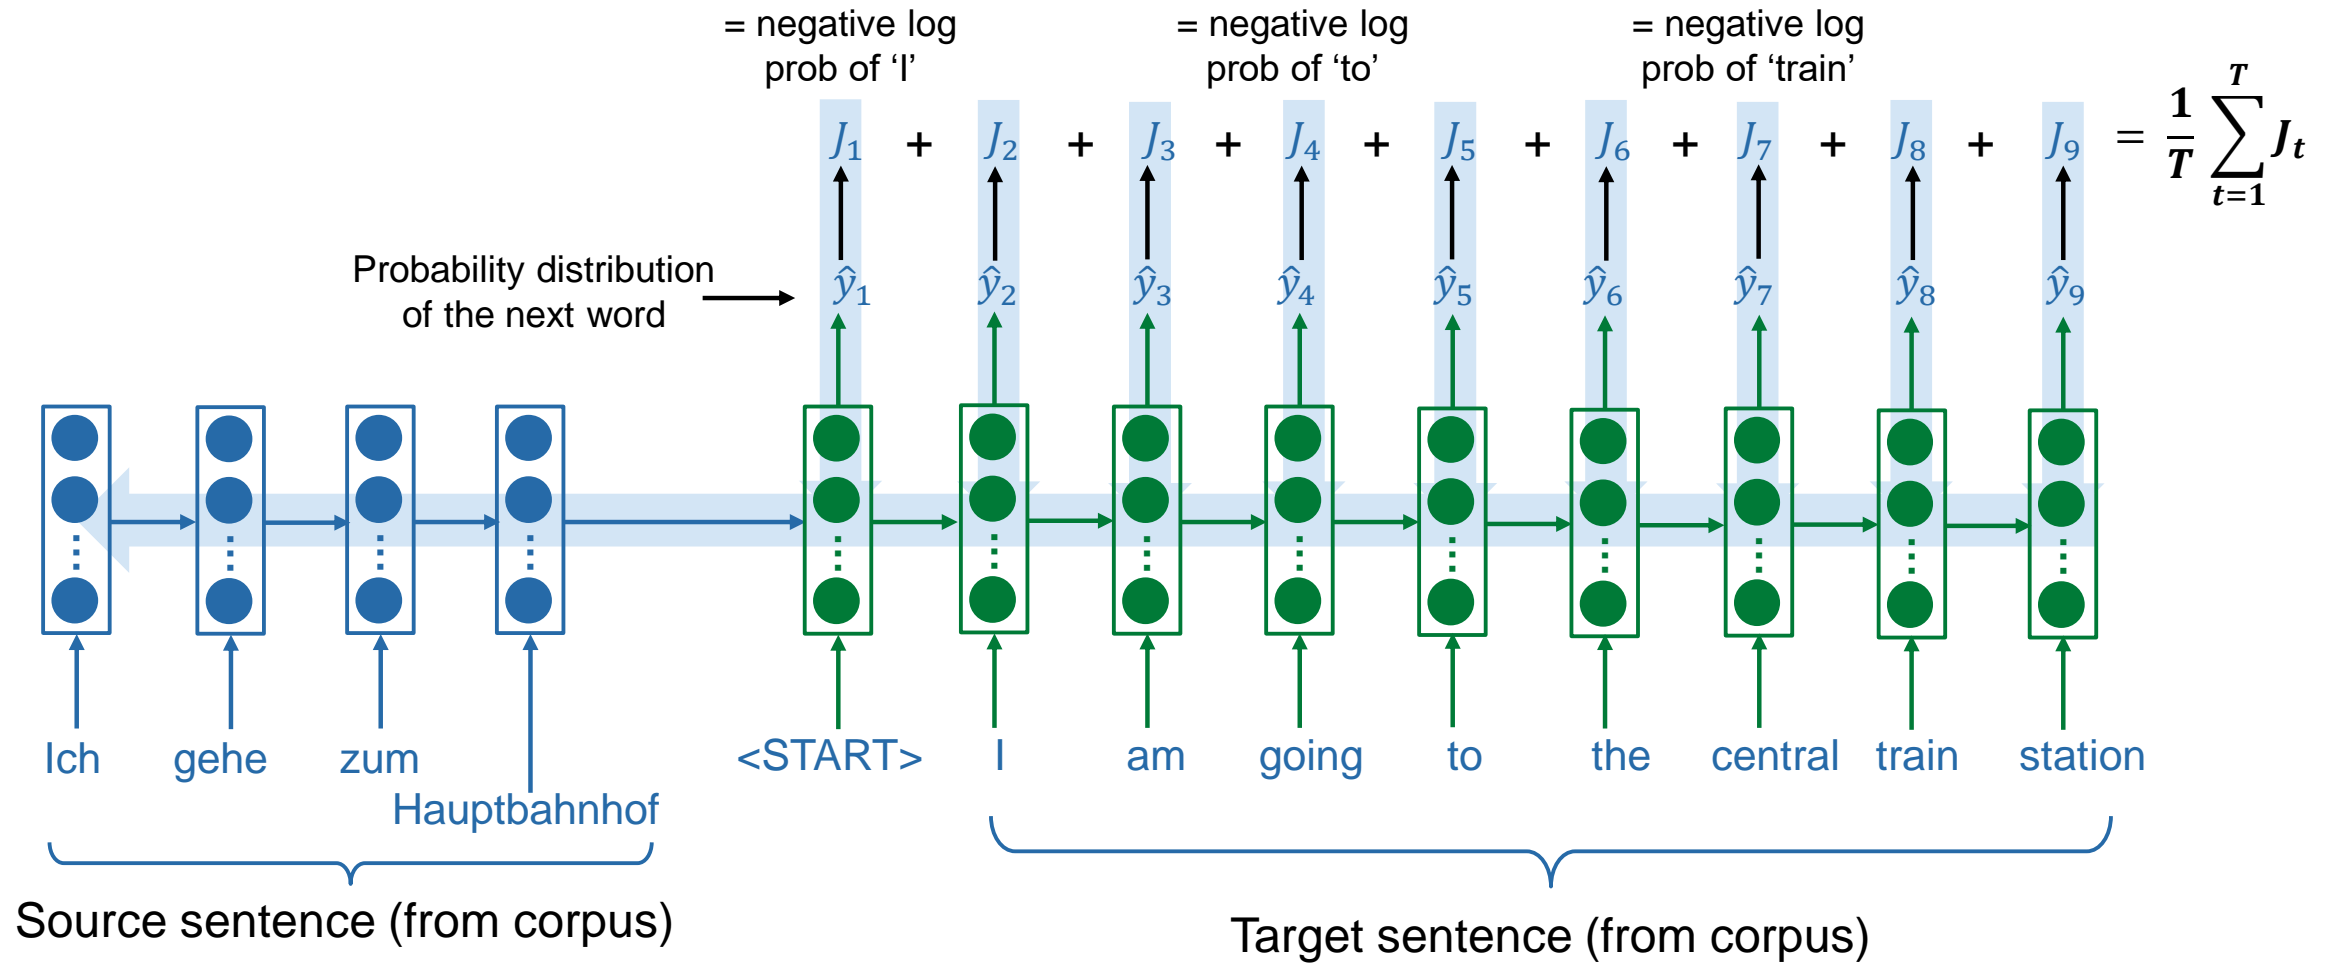 = negative log = negative log = negative log
prob of ‘I’ prob of ‘to’ prob of ‘train’
J₁ + J₂ + J₃ + J₄ + J₅ + J₆ + J₇ + J₈ + J₉ = 1/T ∑ₜ₌₁ᵀ Jₜ
Probability distribution
of the next word
ŷ₁ ŷ₂ ŷ₃ ŷ₄ ŷ₅ ŷ₆ ŷ₇ ŷ₈ ŷ₉
Ich gehe zum <START> I am going to the central train station
Hauptbahnhof
Source sentence (from corpus)
Target sentence (from corpus)